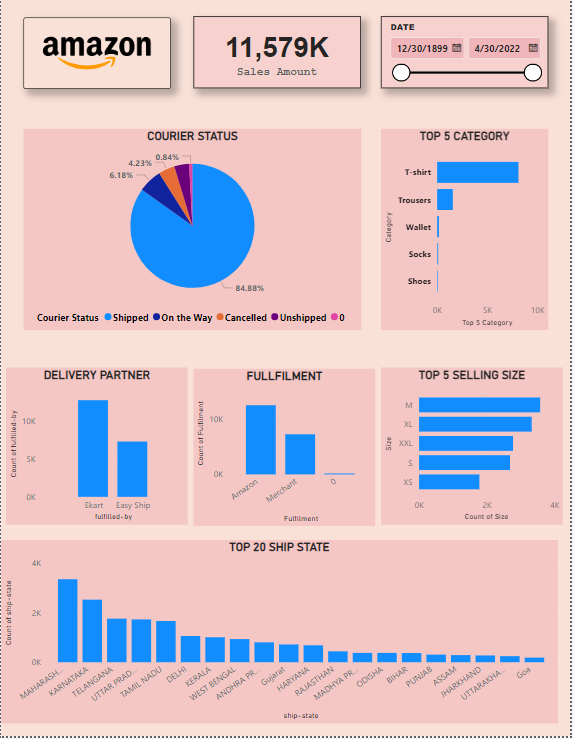 amazon
11,579K
Sales Amount
DATE
12/30/1899
4/30/2022
COURIER STATUS
0.84%
4.23%
6.18%
84.88%
Courier Status Shipped On the Way Cancelled Unshipped 0
TOP 5 CATEGORY
Category
T-shirt
Trousers
Wallet
Socks
Shoes
0K 5K 10K
Top 5 Category
DELIVERY PARTNER
Count of fulfilled-by
10K
5K
0K
Ekart Easy Ship
fulfilled-by
FULLFILMENT
Count of Fulfilment
10K
0K
Amazon Merchant 0
Fulfilment
TOP 5 SELLING SIZE
Size
M
XL
XXL
S
XS
0K 2K 4K
Count of Size
TOP 20 SHIP STATE
Count of ship-state
4K
2K
0K
MAHARASH... KARNATAKA TELANGANA UTTAR PRAD... TAMIL NADU DELHI KERALA WEST BENGAL ANDHRA PR... Gujarat HARYANA RAJASTHAN MADHYA PR... ODISHA BIHAR PUNJAB ASSAM JHARKHAND UTTARAKHA... Goa
ship-state